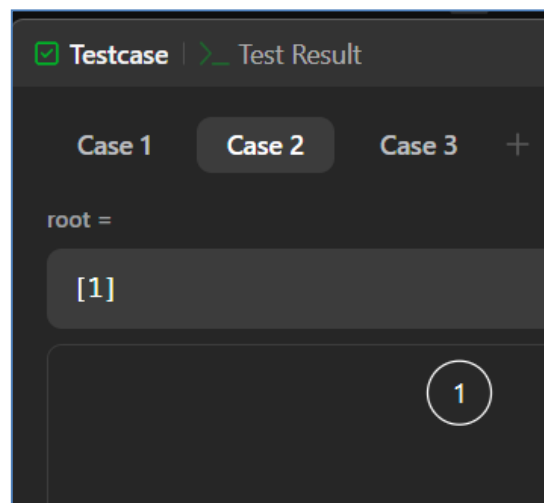 Testcase >_ Test Result
Case 1 Case 2 Case 3 +
root =
[1]
1